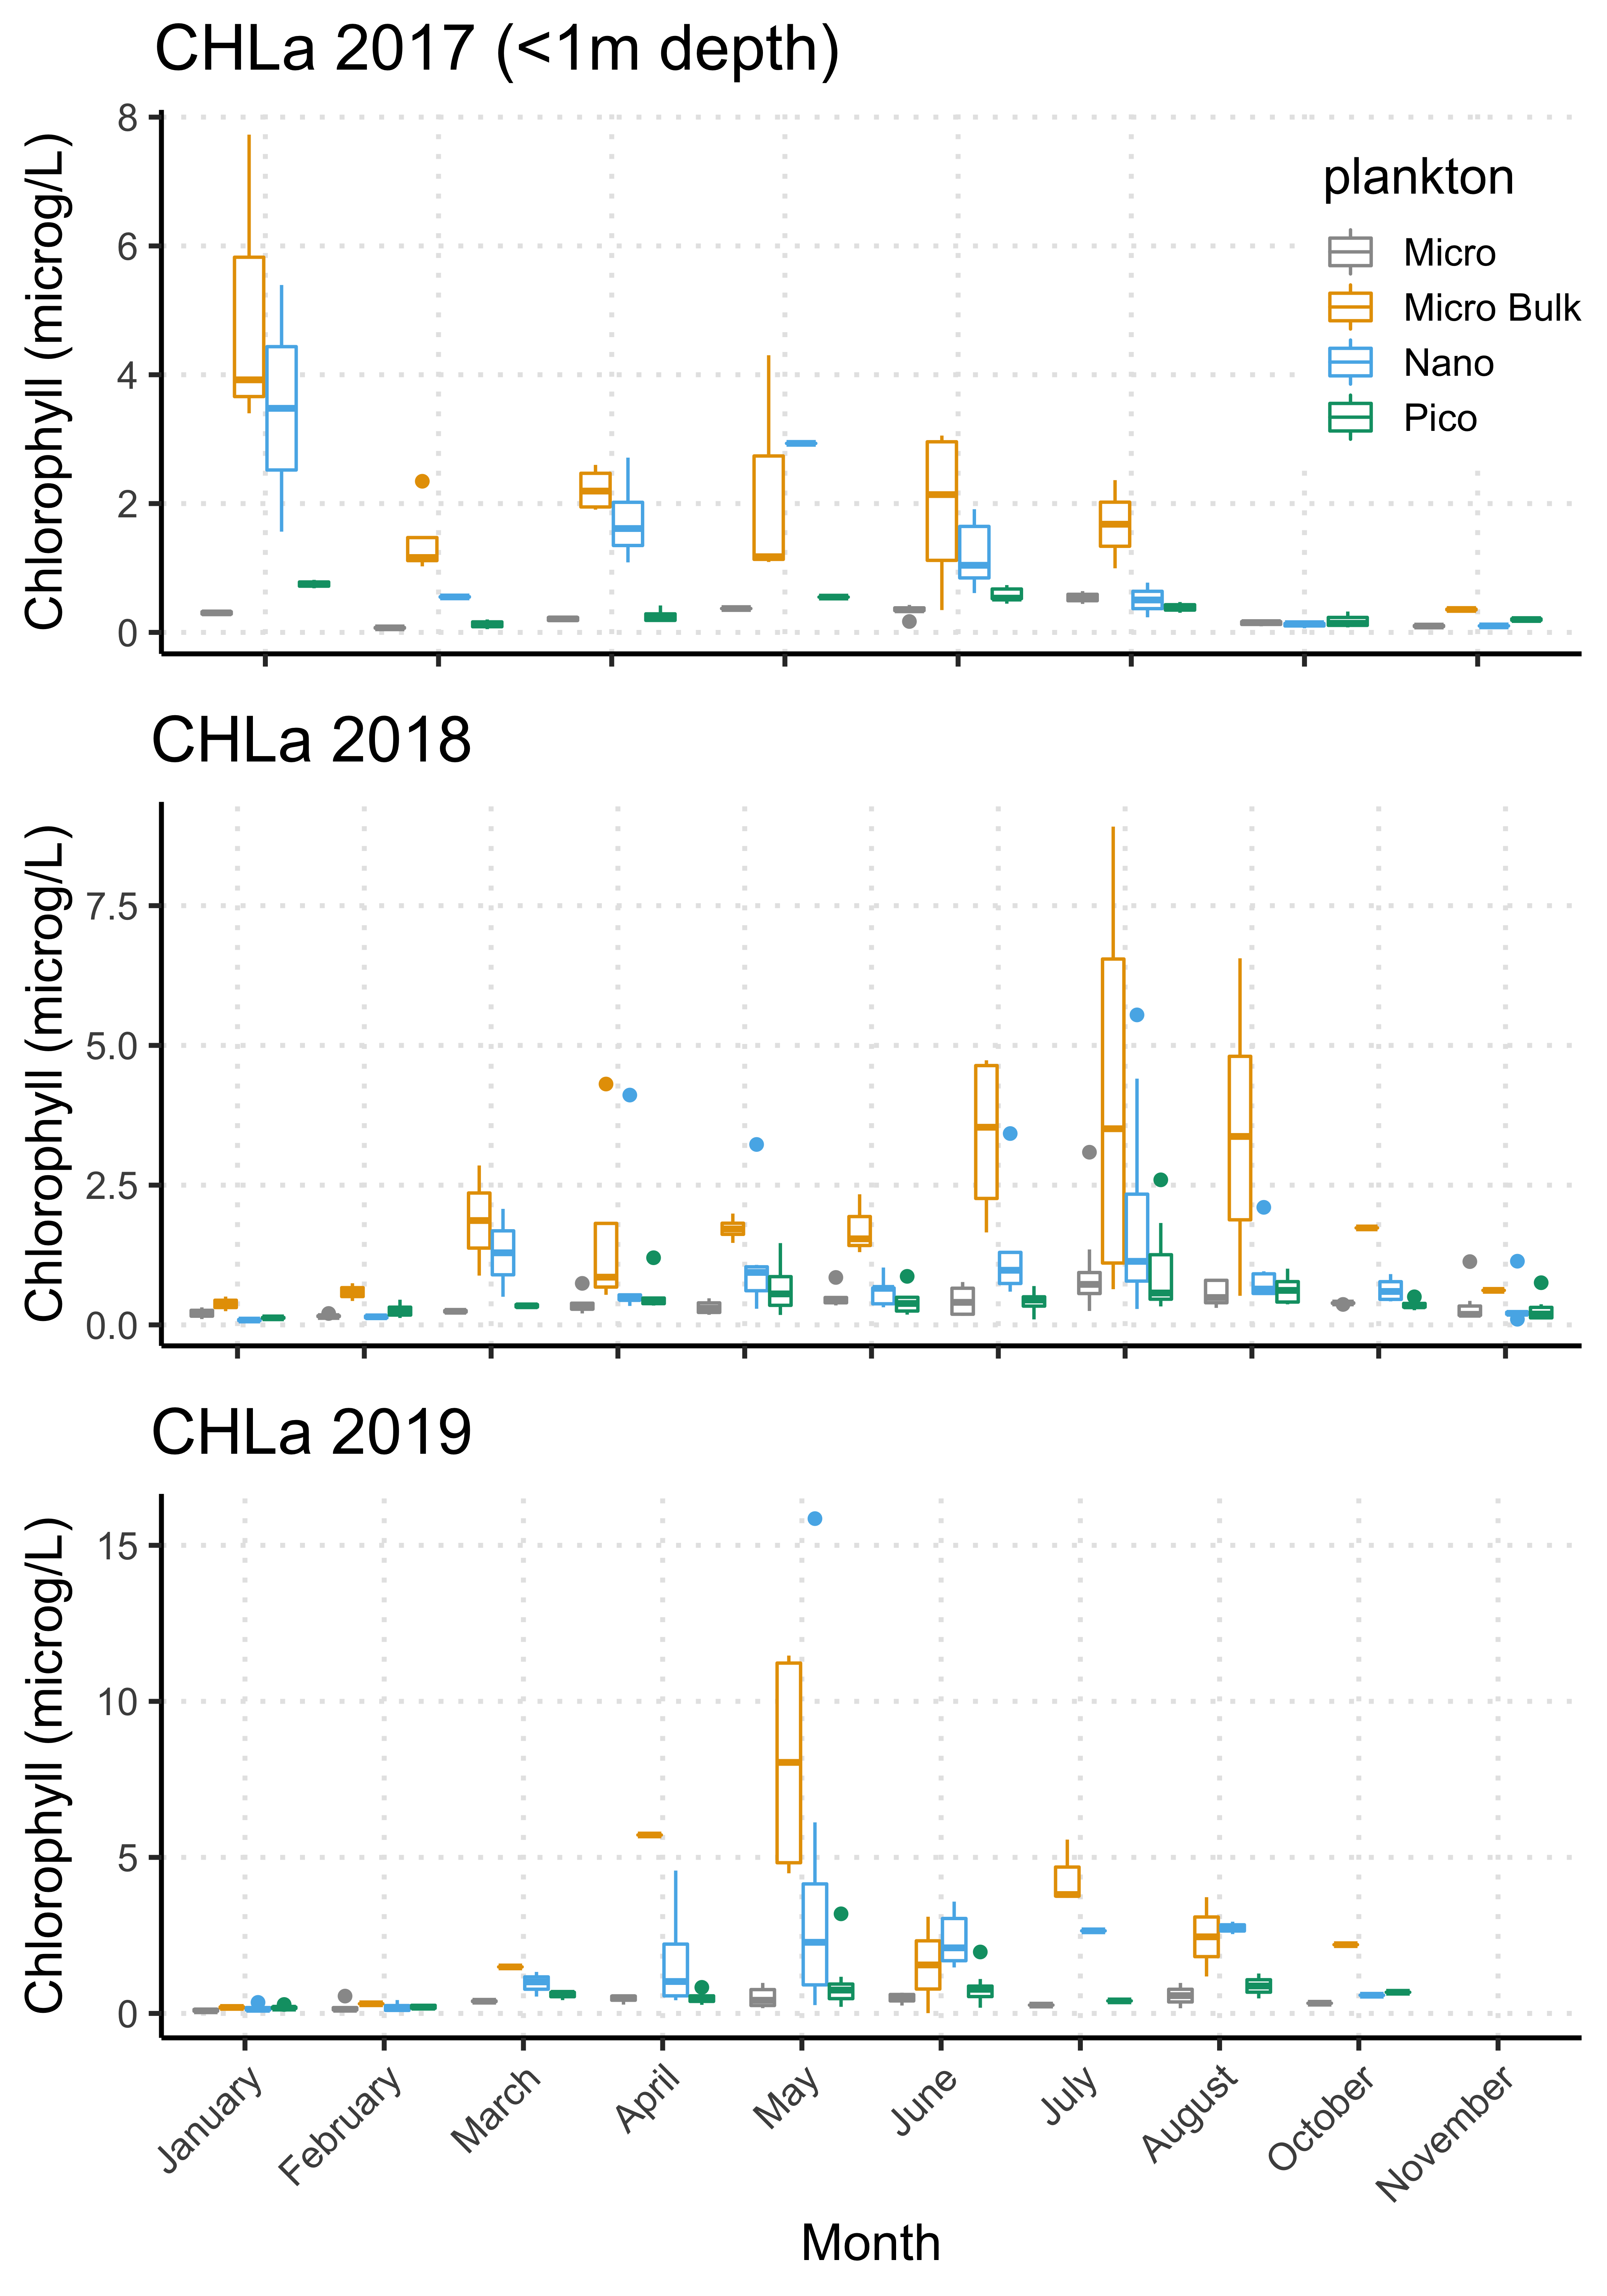 CHLa 2017 (<1m depth)
Chlorophyll (microg/L)
8
6
4
2
0
plankton
Micro
Micro Bulk
Nano
Pico
CHLa 2018
Chlorophyll (microg/L)
7.5
5.0
2.5
0.0
CHLa 2019
Chlorophyll (microg/L)
15
10
5
0
January
February
March
April
May
June
July
August
October
November
Month